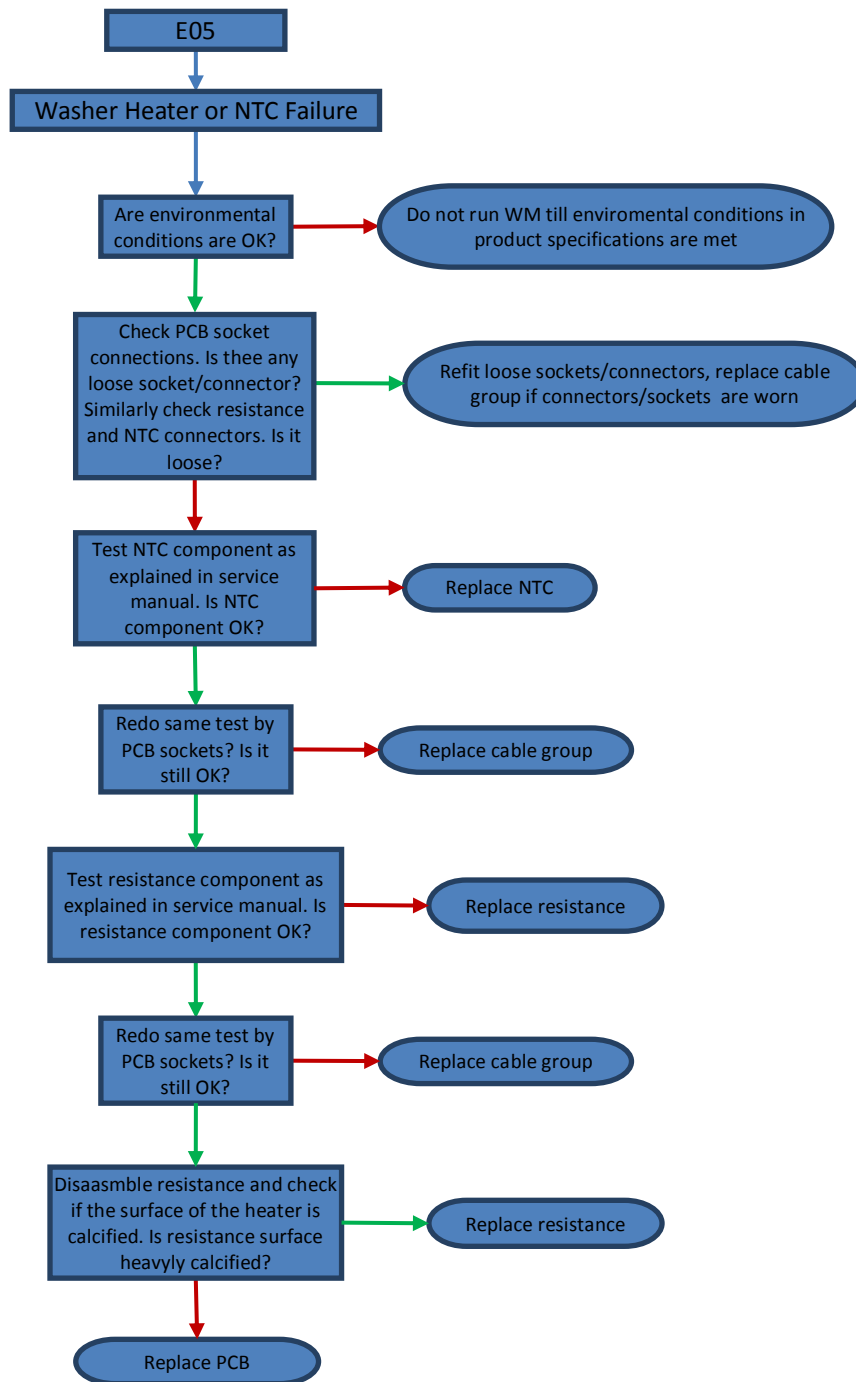 E05
Washer Heater or NTC Failure
Are environmental
conditions are OK?
Do not run WM till enviromental conditions in
product specifications are met
Check PCB socket
connections. Is thee any
loose socket/connector?
Similarly check resistance
and NTC connectors. Is it
loose?
Refit loose sockets/connectors, replace cable
group if connectors/sockets are worn
Test NTC component as
explained in service
manual. Is NTC
component OK?
Replace NTC
Redo same test by
PCB sockets? Is it
still OK?
Replace cable group
Test resistance component as
explained in service manual. Is
resistance component OK?
Replace resistance
Redo same test by
PCB sockets? Is it
still OK?
Replace cable group
Disaasmble resistance and check
if the surface of the heater is
calcified. Is resistance surface
heavyly calcified?
Replace resistance
Replace PCB